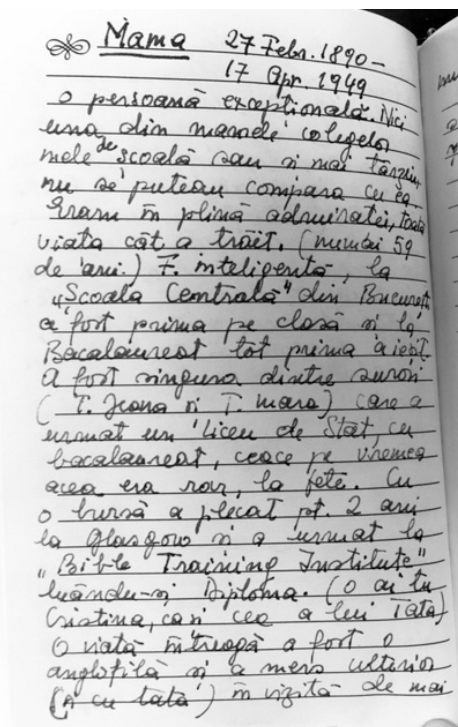 Mama 27 Febr. 1890 -
17 Apr. 1949
O persoană excepțională. Nici
una din mamele colegelor
mele de școală sau și mai târziu,
nu se puteau compara cu ea.
Eram în plină admirației, toată
viața cât a trăit. (numai 59
de ani.) F. inteligentă, la
"Școala Centrală" din București
a fost prima pe clasă și la
Bacalaureat tot prima a ieșit.
A fost singura dintre surori
(T. Jeana și T. Mara) care a
urmat un Liceu de Stat, cu
bacalaureat, ceace pe vremea
acea era rar, la fete. Cu
o bursă a plecat pt. 2 ani
la Glasgow și a urmat la
"Bible Training Institute"
luându-și Diploma. (O ai tu
Cristina, ca și cea a lui Tata)
O viață întreagă a fost o
anglofilă și a mers ulterior
(și cu tata) în vizită de mai